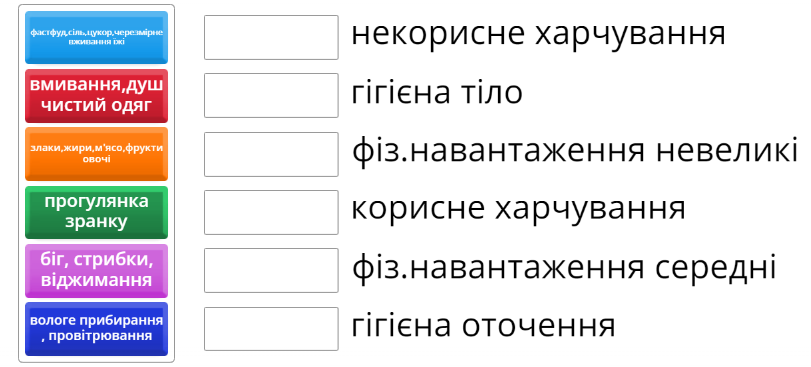 фастфуд,сіль,цукор,черезмірне
вживання їжі
некорисне харчування
вмивання,душ
чистий одяг
гігієна тіло
злаки,жири,м'ясо,фрукти
овочі
фіз.навантаження невеликі
прогулянка
зранку
корисне харчування
біг, стрибки,
віджимання
фіз.навантаження середні
вологе прибирання
, провітрювання
гігієна оточення